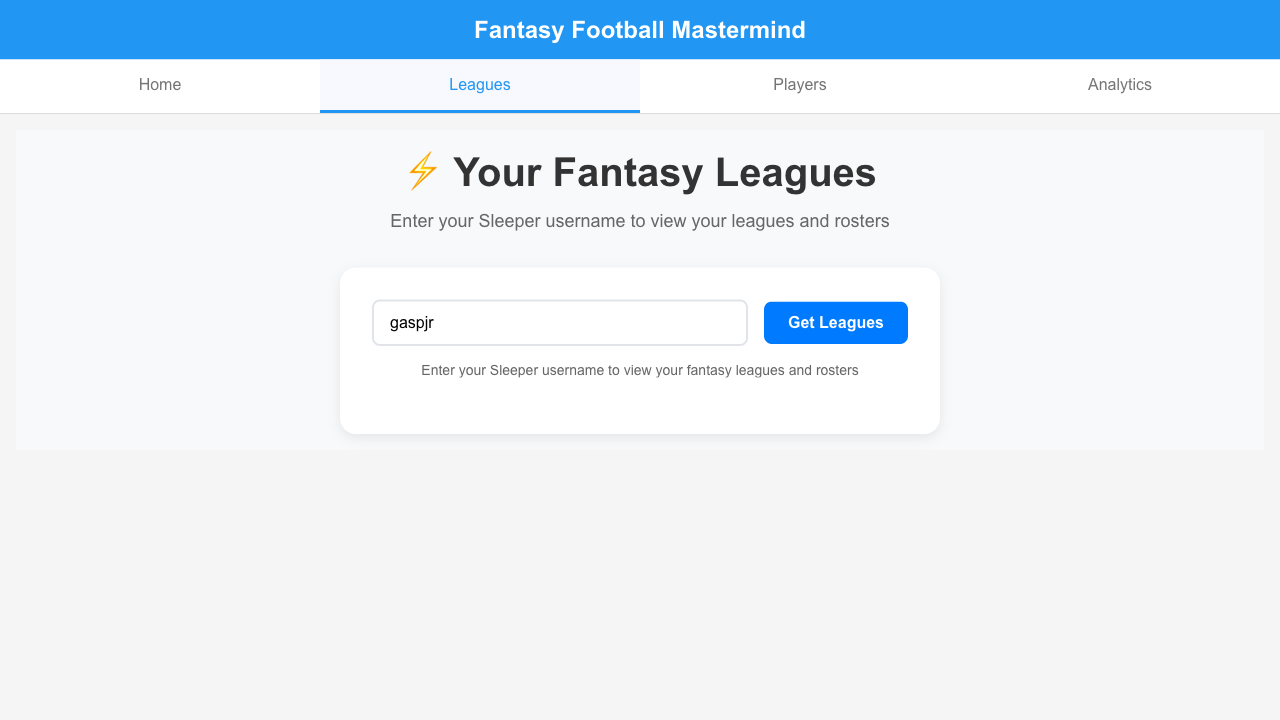 Fantasy Football Mastermind
Home Leagues Players Analytics
⚡ Your Fantasy Leagues
Enter your Sleeper username to view your leagues and rosters
gaspjr Get Leagues
Enter your Sleeper username to view your fantasy leagues and rosters